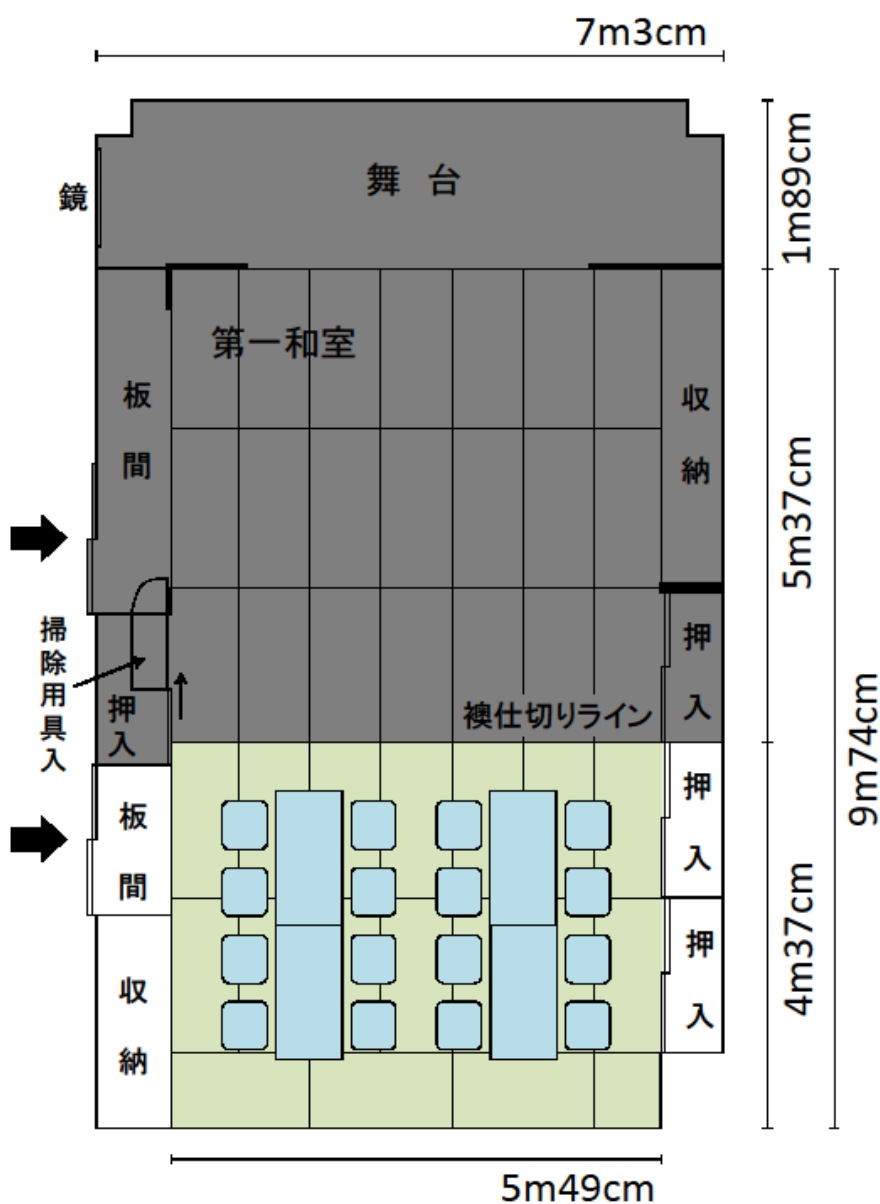 7m3cm
舞台
鏡
1m89cm
第一和室
板間
収納
5m37cm
掃除用具入
押入
押入
襖仕切りライン
9m74cm
板間
押入
4m37cm
収納
押入
5m49cm